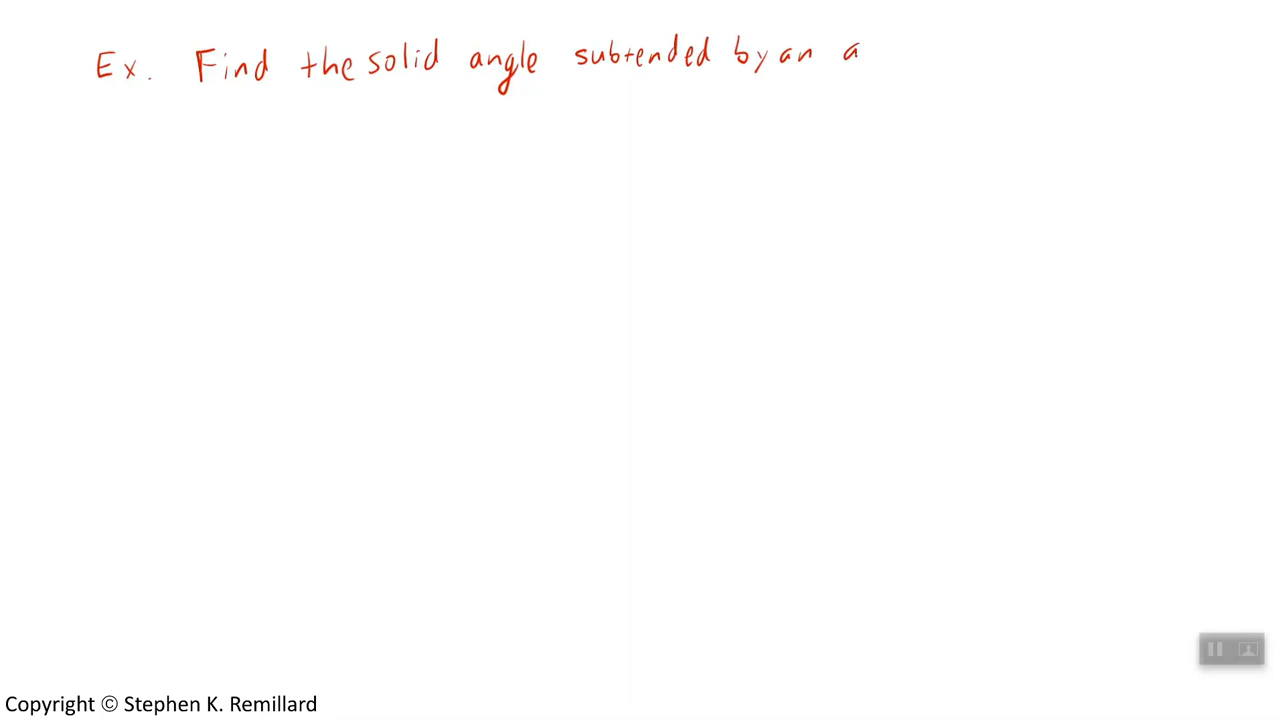 Ex. Find the solid angle subtended by an a
Copyright © Stephen K. Remillard